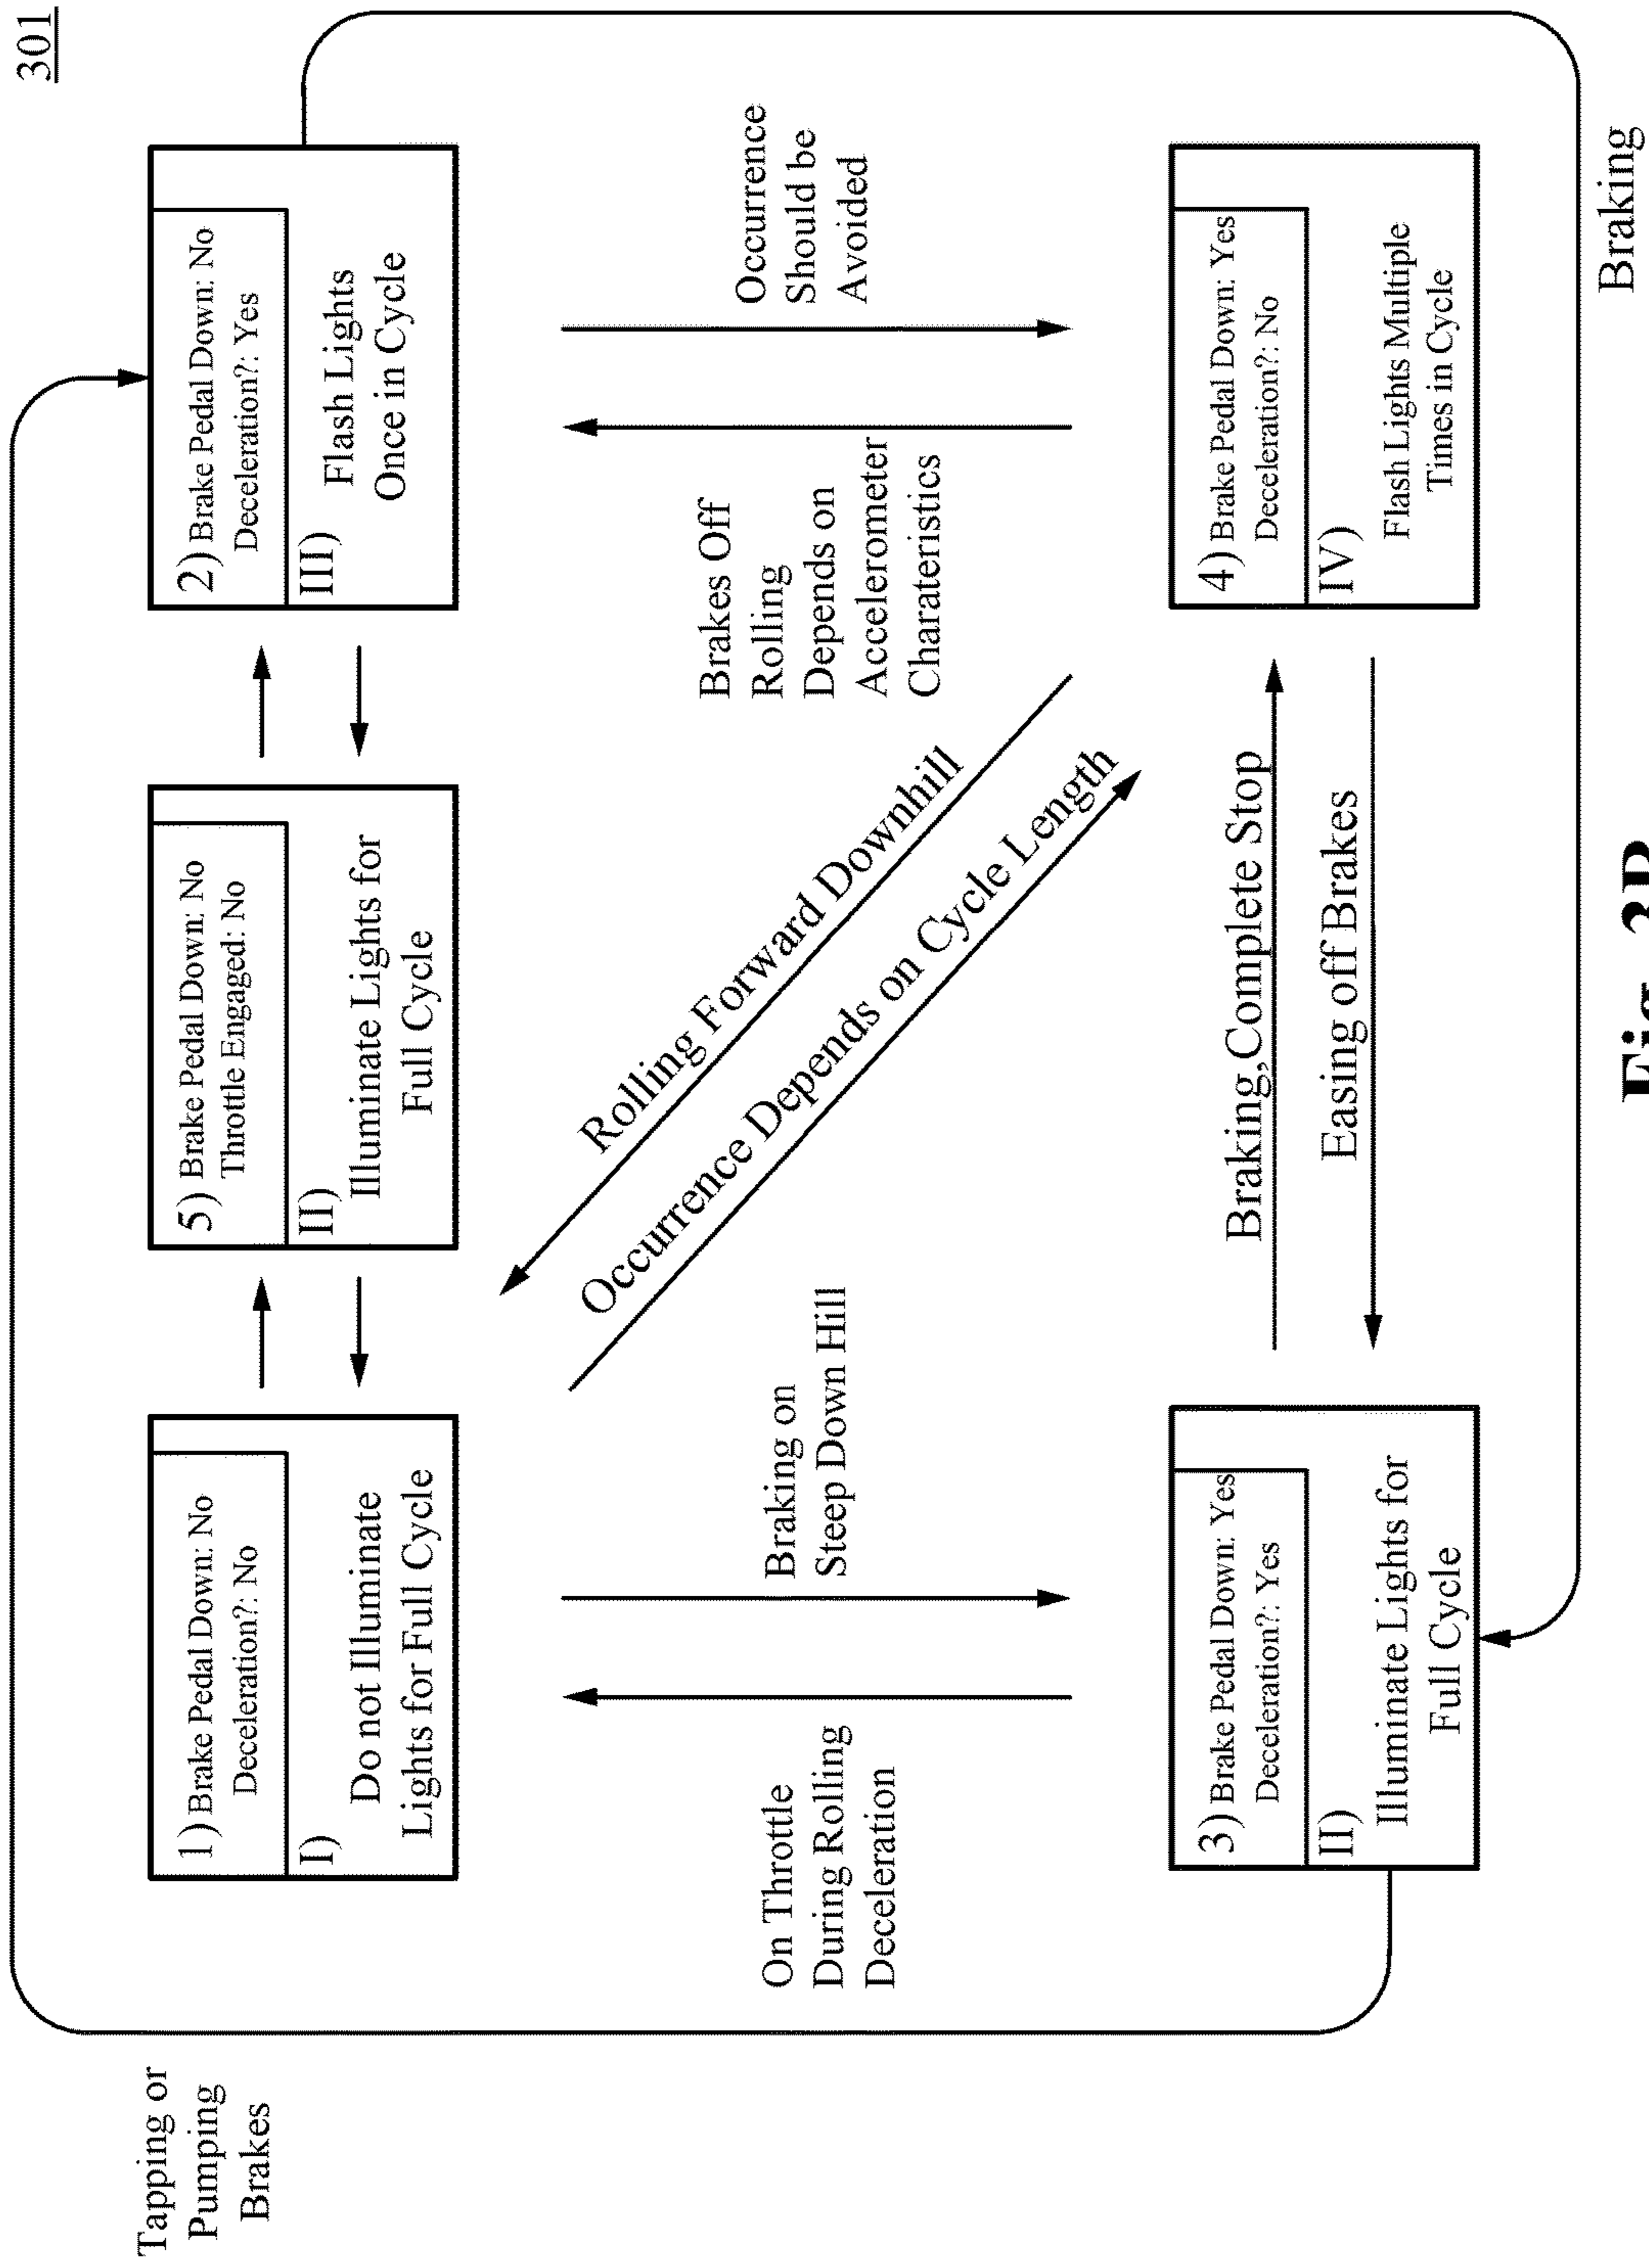 301
Tapping or
Pumping
Brakes
1) Brake Pedal Down: No
Deceleration?: No
I)
Do not Illuminate
Lights for Full Cycle
5) Brake Pedal Down: No
Throttle Engaged: No
II)
Illuminate Lights for
Full Cycle
2) Brake Pedal Down: No
Deceleration?: Yes
III)
Flash Lights
Once in Cycle
On Throttle
During Rolling
Deceleration
Braking on
Steep Down Hill
Rolling Forward Downhill
Occurrence Depends on Cycle Length
Brakes Off
Rolling
Depends on
Accelerometer
Charateristics
Occurrence
Should be
Avoided
3) Brake Pedal Down: Yes
Deceleration?: Yes
II)
Illuminate Lights for
Full Cycle
Braking,Complete Stop
Easing off Brakes
4) Brake Pedal Down: Yes
Deceleration?: No
IV)
Flash Lights Multiple
Times in Cycle
Braking
Fig.